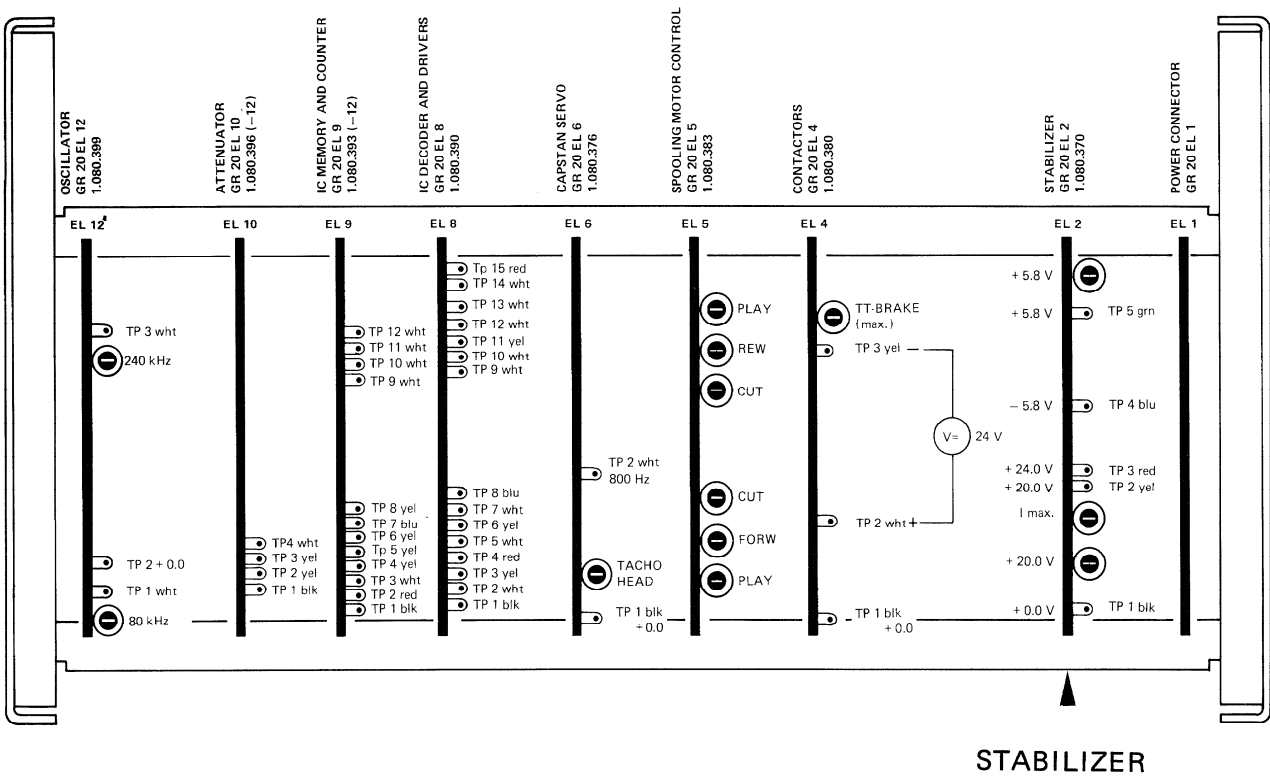 OSCILLATOR
GR 20 EL 12
1.080.399
ATTENUATOR
GR 20 EL 10
1.080.396 (–12)
IC MEMORY AND COUNTER
GR 20 EL 9
1.080.393 (–12)
IC DECODER AND DRIVERS
GR 20 EL 8
1.080.390
CAPSTAN SERVO
GR 20 EL 6
1.080.376
SPOOLING MOTOR CONTROL
GR 20 EL 5
1.080.383
CONTACTORS
GR 20 EL 4
1.080.380
STABILIZER
GR 20 EL 2
1.080.370
POWER CONNECTOR
GR 20 EL 1
EL 12
EL 10
EL 9
EL 8
EL 6
EL 5
EL 4
EL 2
EL 1
TP 3 wht
240 kHz
TP 2 + 0.0
TP 1 wht
80 kHz
TP4 wht
TP 3 yel
TP 2 yel
TP 1 blk
TP 12 wht
TP 11 wht
TP 10 wht
TP 9 wht
TP 8 yel
TP 7 blu
TP 6 yel
Tp 5 yel
TP 4 yel
TP 3 wht
TP 2 red
TP 1 blk
Tp 15 red
TP 14 wht
TP 13 wht
TP 12 wht
TP 11 yel
TP 10 wht
TP 9 wht
TP 8 blu
TP 7 wht
TP 6 yel
TP 5 wht
TP 4 red
TP 3 yel
TP 2 wht
TP 1 blk
TP 2 wht
800 Hz
TACHO
HEAD
TP 1 blk
+0.0
PLAY
REW
CUT
CUT
FORW
PLAY
TT-BRAKE
(max.)
TP 3 yel –
V= 24 V
TP 2 wht +
TP 1 blk
+0.0
+ 5.8 V
+ 5.8 V TP 5 grn
– 5.8 V TP 4 blu
+ 24.0 V TP 3 red
+ 20.0 V TP 2 yel
I max.
+ 20.0 V
+ 0.0 V TP 1 blk
STABILIZER